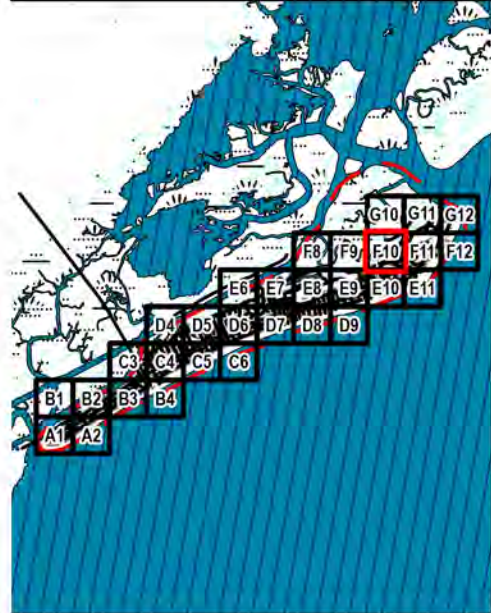 G10 G11 G12
F8 F9 F10 F11 F12
E6 E7 E8 E9 E10 E11
D4 D5 D6 D7 D8 D9
C3 C4 C5 C6
B1 B2 B3 B4
A1 A2